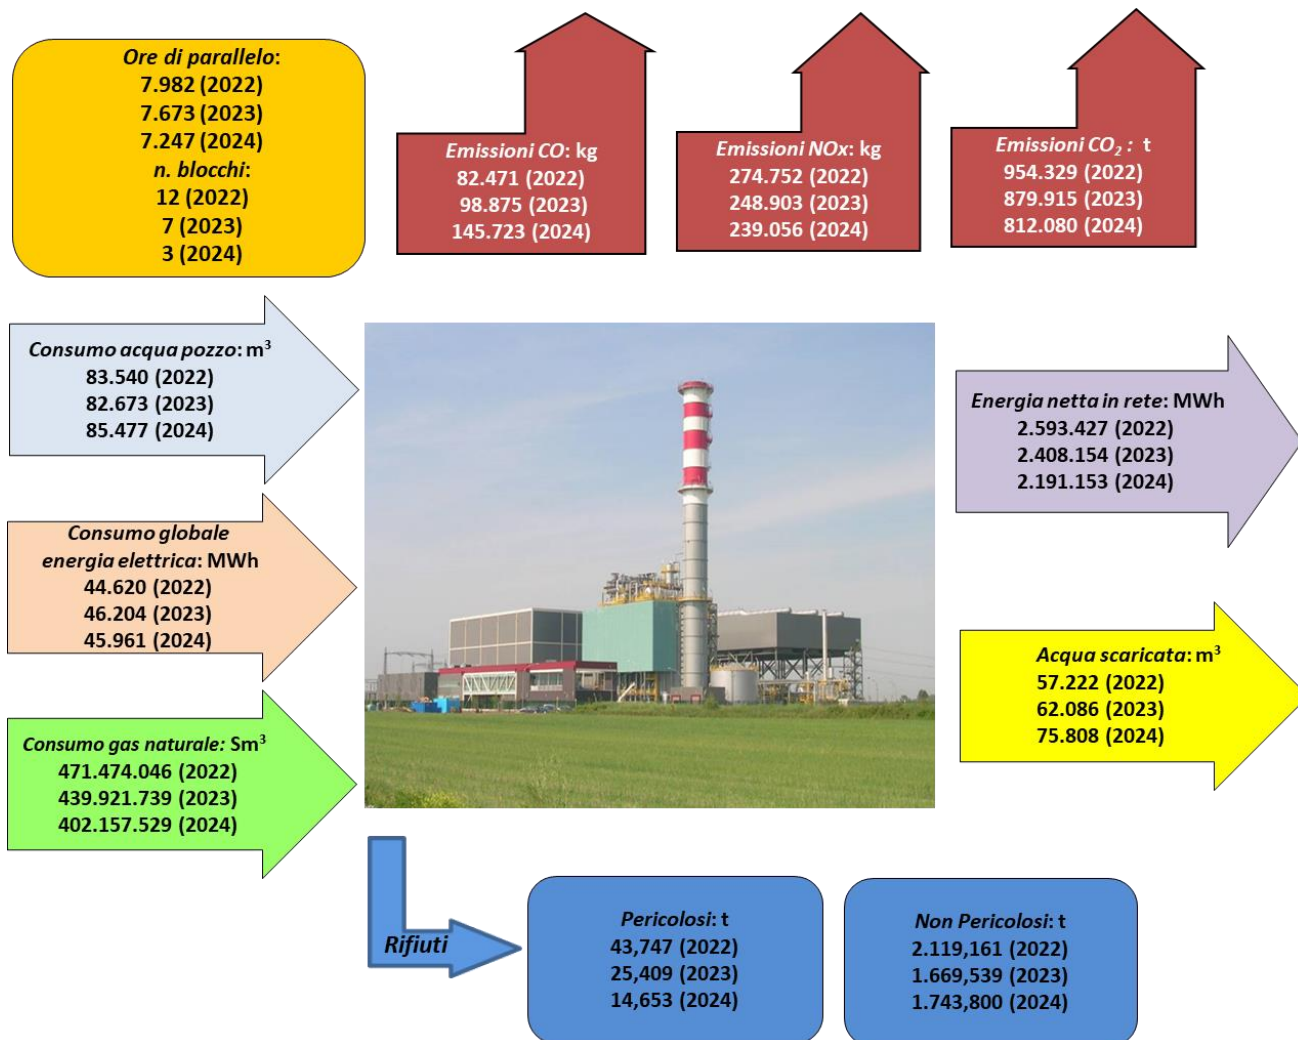 Ore di parallelo:
7.982 (2022)
7.673 (2023)
7.247 (2024)
n. blocchi:
12 (2022)
7 (2023)
3 (2024)
Emissioni CO: kg
82.471 (2022)
98.875 (2023)
145.723 (2024)
Emissioni NOx: kg
274.752 (2022)
248.903 (2023)
239.056 (2024)
Emissioni CO₂ : t
954.329 (2022)
879.915 (2023)
812.080 (2024)
Consumo acqua pozzo: m³
83.540 (2022)
82.673 (2023)
85.477 (2024)
Consumo globale
energia elettrica: MWh
44.620 (2022)
46.204 (2023)
45.961 (2024)
Consumo gas naturale: Sm³
471.474.046 (2022)
439.921.739 (2023)
402.157.529 (2024)
Energia netta in rete: MWh
2.593.427 (2022)
2.408.154 (2023)
2.191.153 (2024)
Acqua scaricata: m³
57.222 (2022)
62.086 (2023)
75.808 (2024)
Rifiuti
Pericolosi: t
43,747 (2022)
25,409 (2023)
14,653 (2024)
Non Pericolosi: t
2.119,161 (2022)
1.669,539 (2023)
1.743,800 (2024)